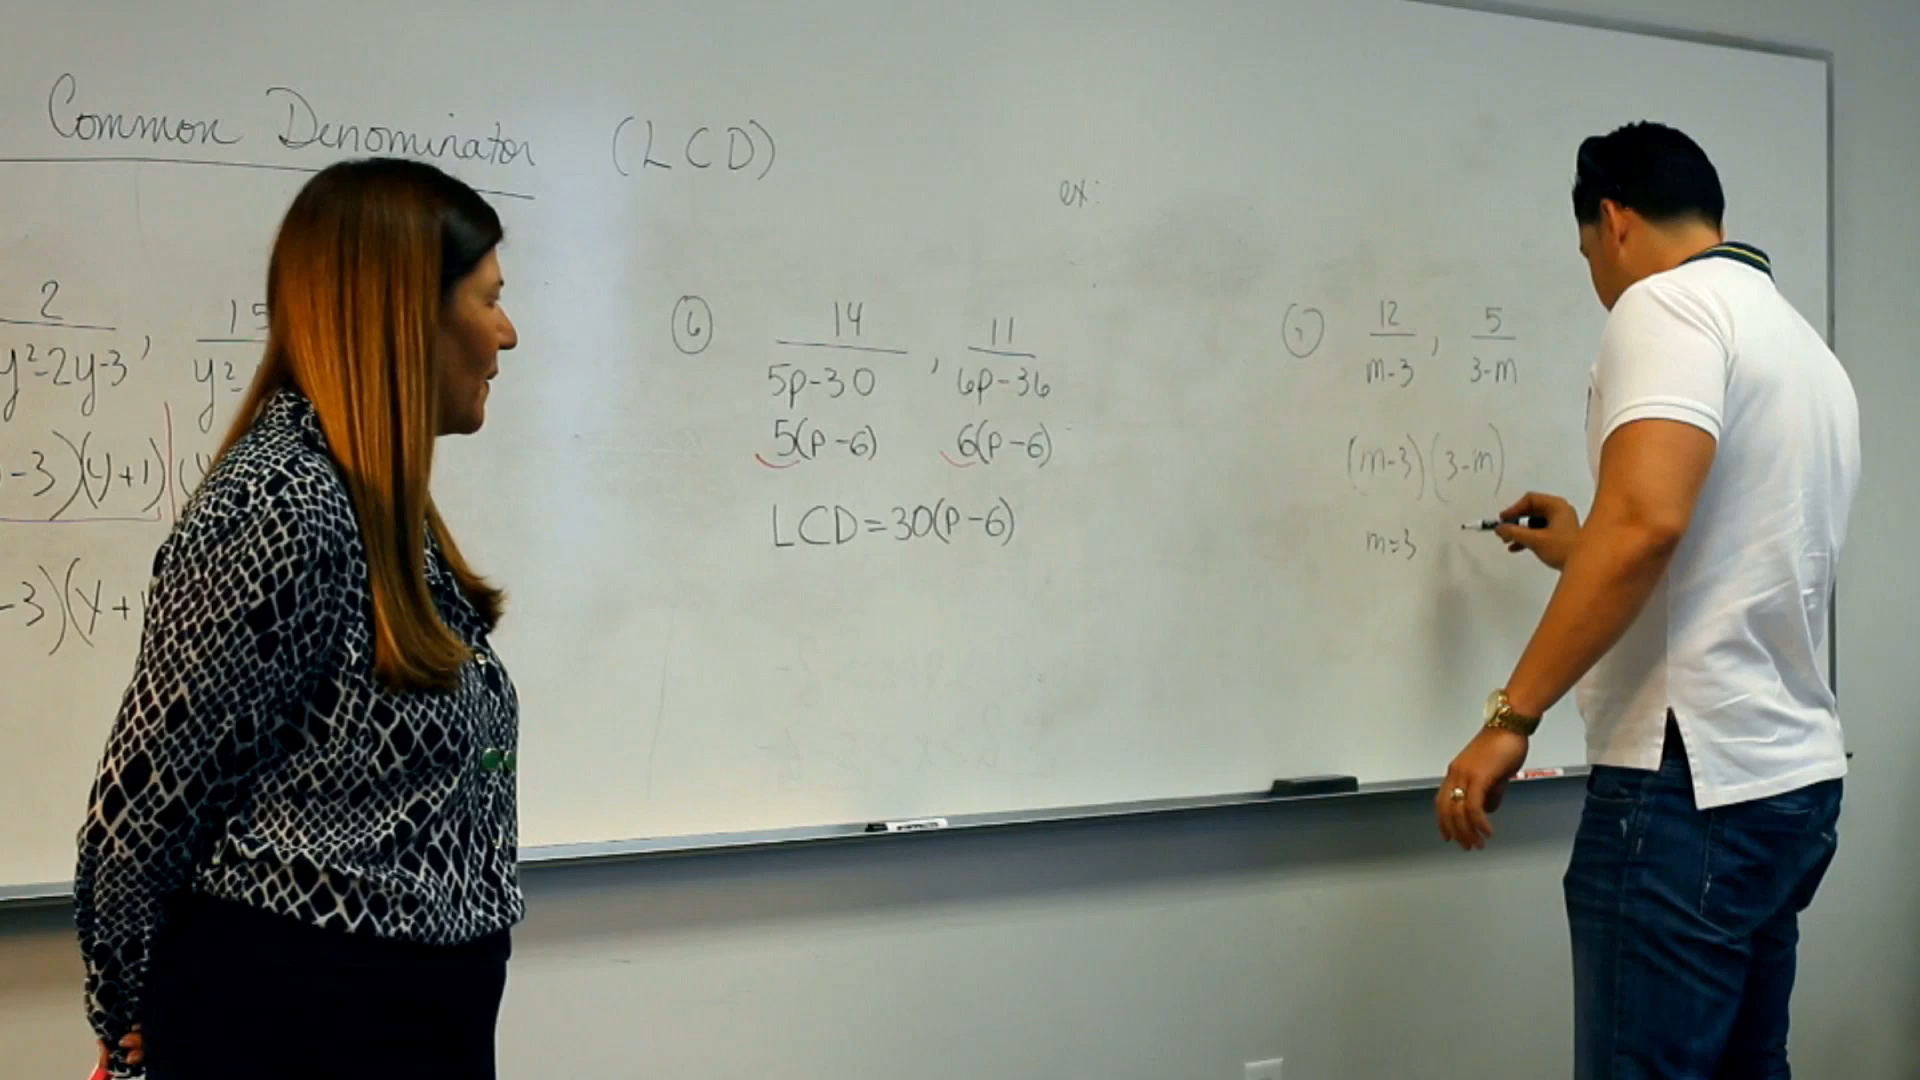 Common Denominator (LCD)
ex:
2 , 15
y²-2y-3 y²-
-3)(y+1) (y
-3)(x+
6 14 , 11
5p-30 6p-36
5(p-6) 6(p-6)
LCD=30(p-6)
7 12 , 5
m-3 3-m
(m-3)(3-m)
m=3